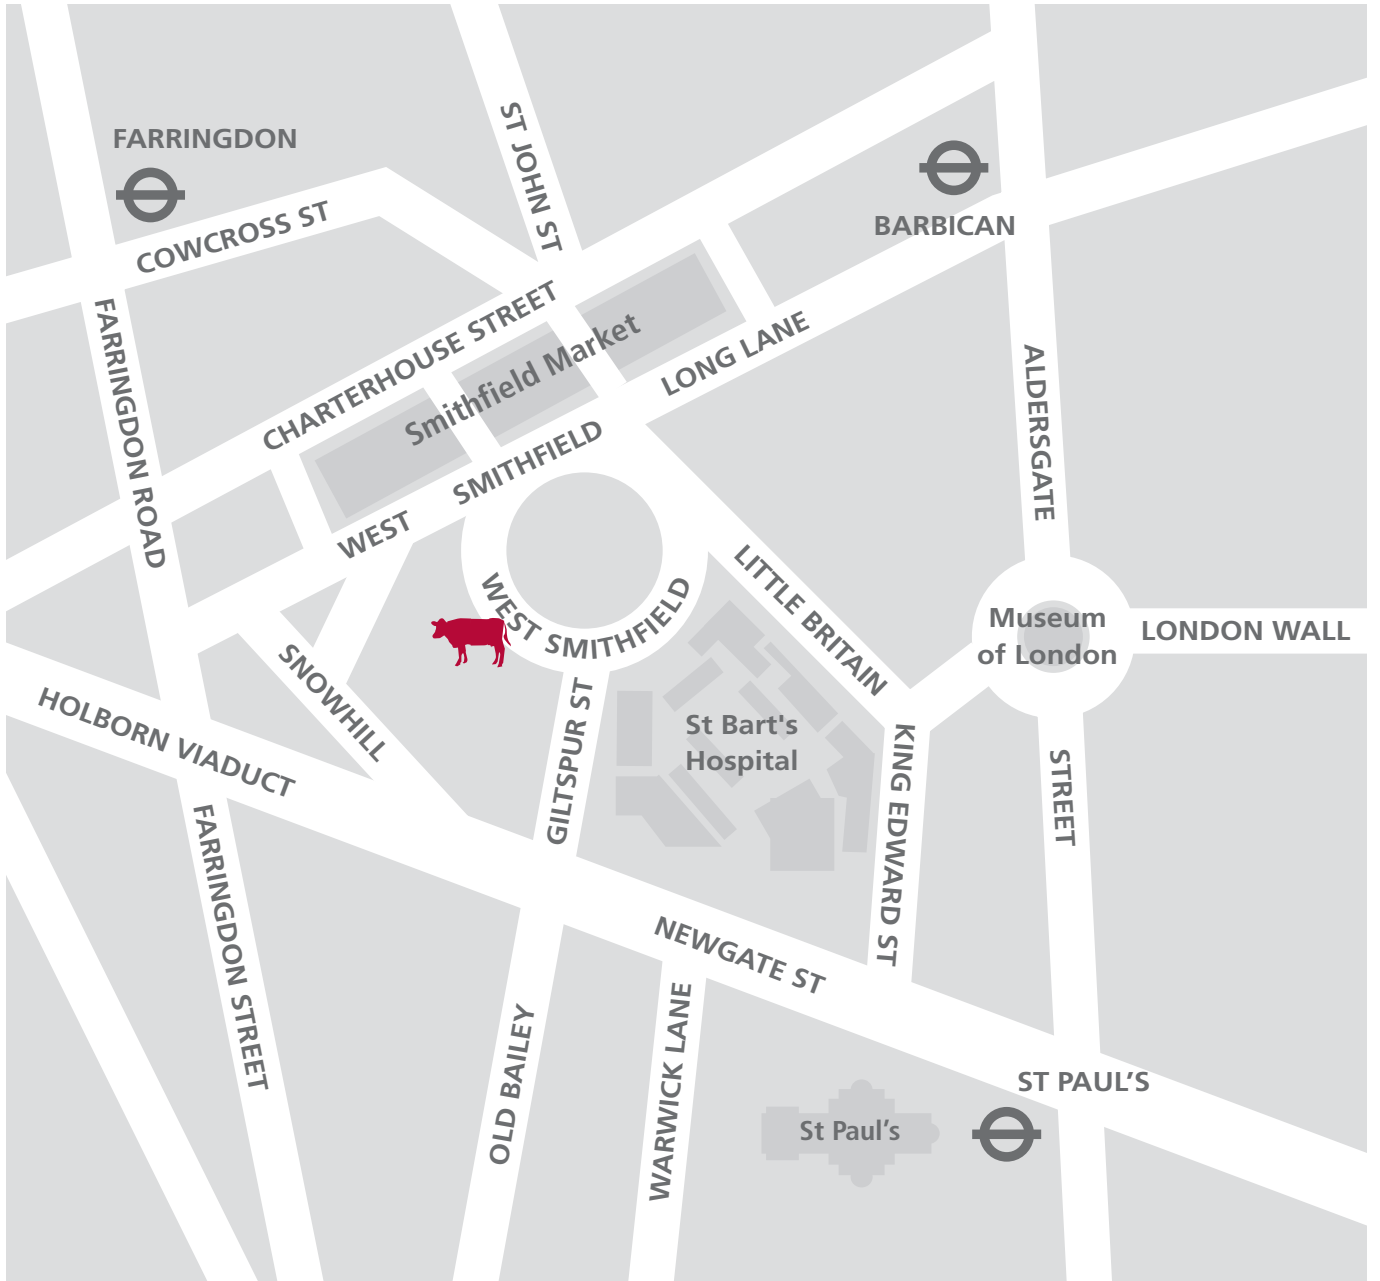 FARRINGDON
ST JOHN ST
BARBICAN
COWCROSS ST
CHARTERHOUSE STREET
Smithfield Market
LONG LANE
FARRINGDON ROAD
ALDERSGATE
WEST SMITHFIELD
WEST SMITHFIELD
LITTLE BRITAIN
Museum
of London
LONDON WALL
SNOWHILL
HOLBORN VIADUCT
GILTSPUR ST
St Bart's
Hospital
KING EDWARD ST
STREET
FARRINGDON STREET
NEWGATE ST
OLD BAILEY
WARWICK LANE
ST PAUL’S
St Paul’s